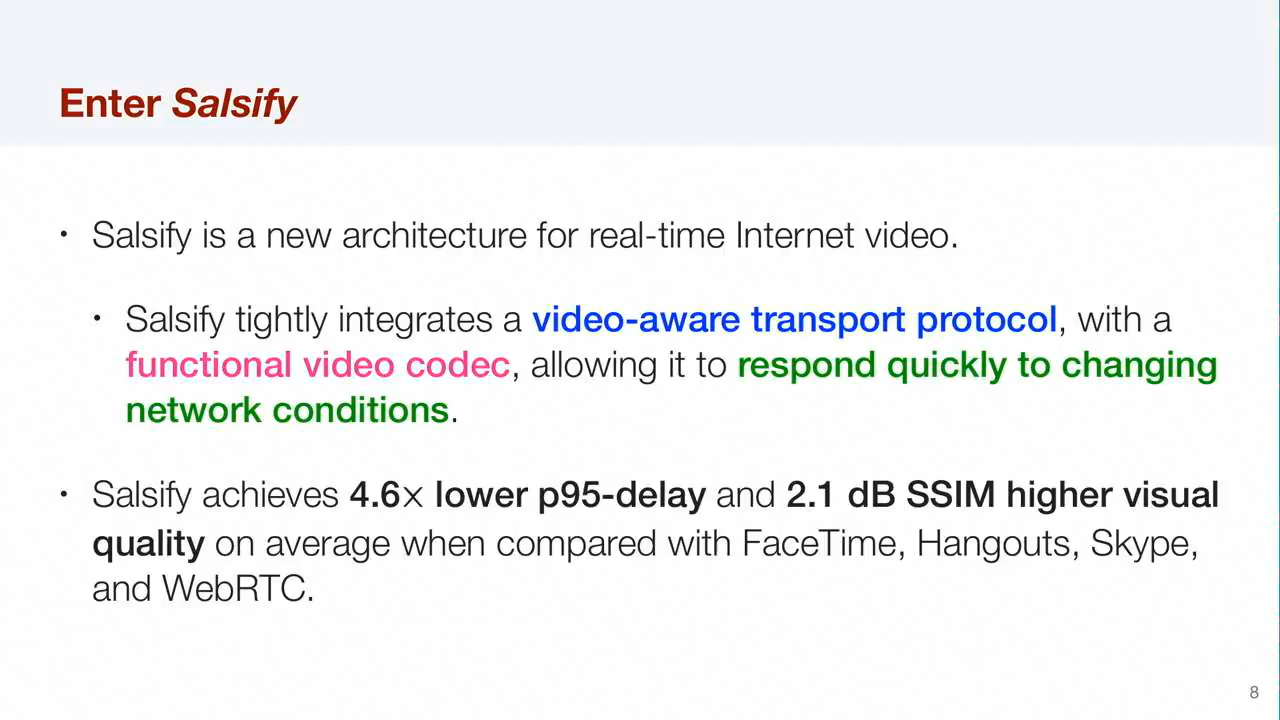 Enter Salsify
• Salsify is a new architecture for real-time Internet video.
• Salsify tightly integrates a video-aware transport protocol, with a
functional video codec, allowing it to respond quickly to changing
network conditions.
• Salsify achieves 4.6× lower p95-delay and 2.1 dB SSIM higher visual
quality on average when compared with FaceTime, Hangouts, Skype,
and WebRTC.
8